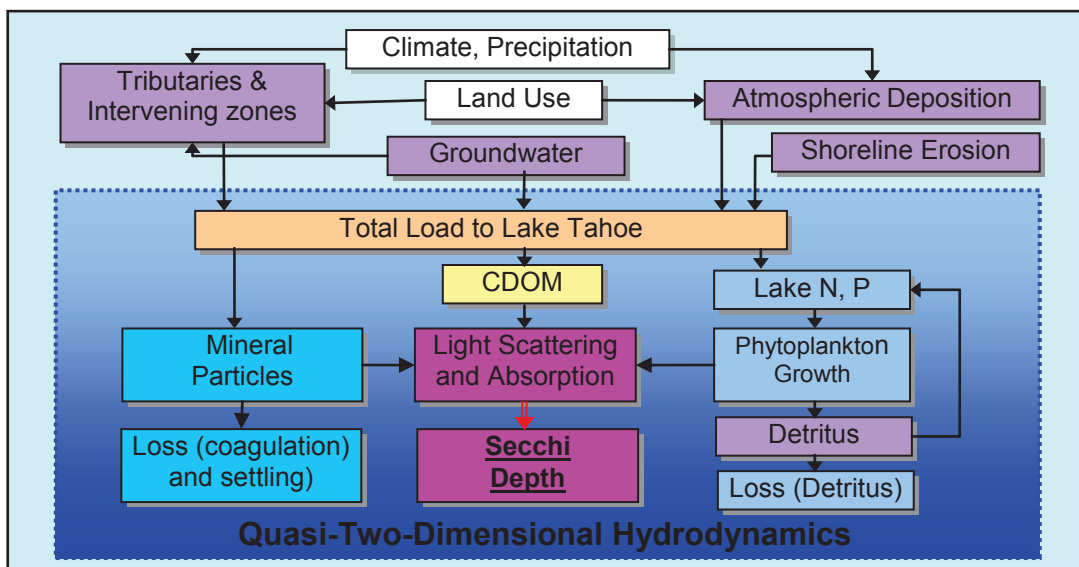 Climate, Precipitation
Tributaries &
Intervening zones
Land Use
Atmospheric Deposition
Groundwater
Shoreline Erosion
Total Load to Lake Tahoe
CDOM
Lake N, P
Mineral
Particles
Light Scattering
and Absorption
Phytoplankton
Growth
Loss (coagulation)
and settling)
Secchi
Depth
Detritus
Loss (Detritus)
Quasi-Two-Dimensional Hydrodynamics